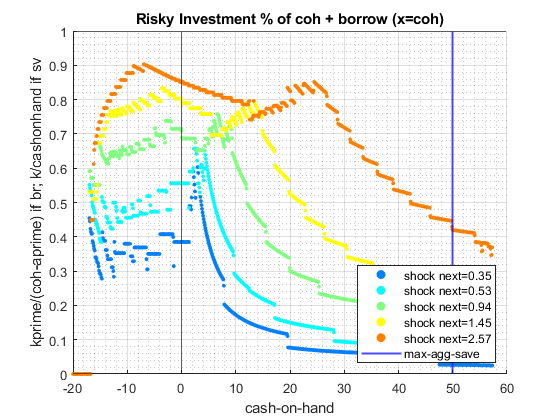 Risky Investment % of coh + borrow (x=coh)
kprime/(coh-aprime) if br; k/cashonhand if sv
1
0.9
0.8
0.7
0.6
0.5
0.4
0.3
0.2
0.1
0
-20
-10
0
10
20
30
40
50
60
cash-on-hand
shock next=0.35
shock next=0.53
shock next=0.94
shock next=1.45
shock next=2.57
max-agg-save